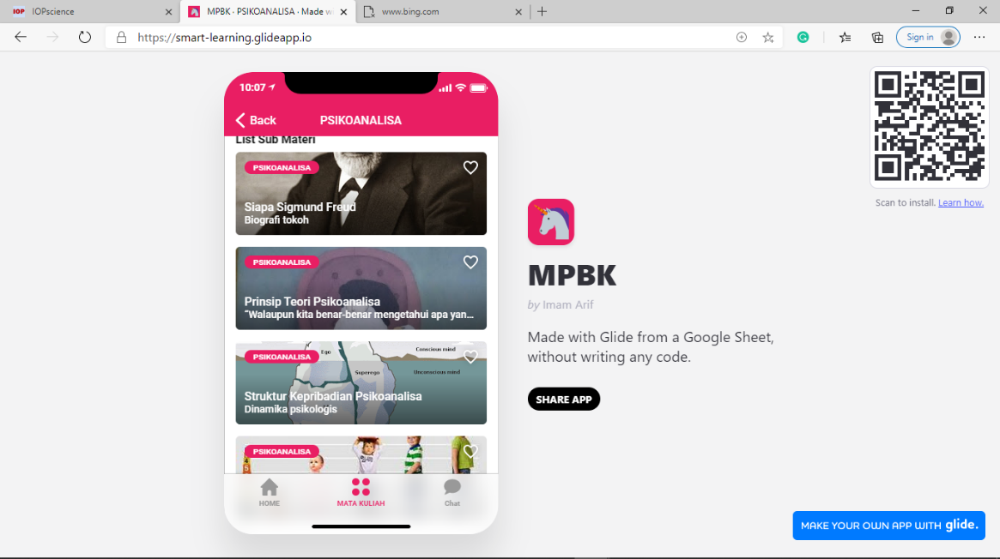 IOPscience
MPBK · PSIKOANALISA · Made wi
www.bing.com
https://smart-learning.glideapp.io
Sign in
10:07
Back
PSIKOANALISA
List Sub Materi
PSIKOANALISA
Siapa Sigmund Freud
Biografi tokoh
PSIKOANALISA
Prinsip Teori Psikoanalisa
"Walaupun kita benar-benar mengetahui apa yan...
PSIKOANALISA
Ego
Conscious mind
Superego
Unconscious mind
Struktur Kepribadian Psikoanalisa
Dinamika psikologis
PSIKOANALISA
4
5
HOME
MATA KULIAH
Chat
MPBK
by Imam Arif
Made with Glide from a Google Sheet,
without writing any code.
SHARE APP
Scan to install. Learn how.
MAKE YOUR OWN APP WITH glide.